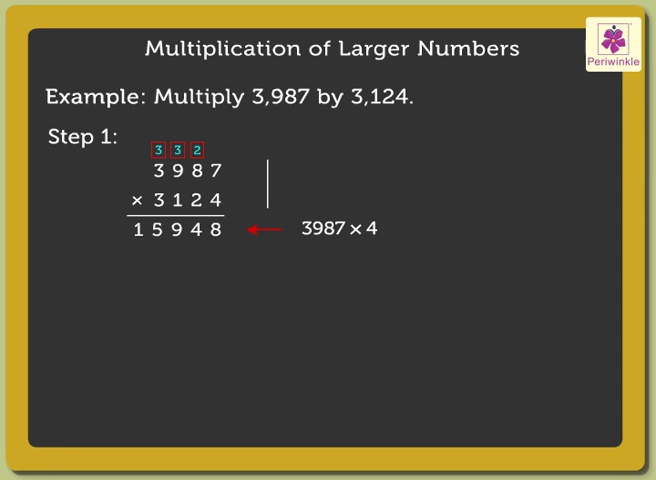 Multiplication of Larger Numbers
Periwinkle
Example: Multiply 3,987 by 3,124.
Step 1:
3 3 2
3 9 8 7
× 3 1 2 4
1 5 9 4 8
3987 × 4